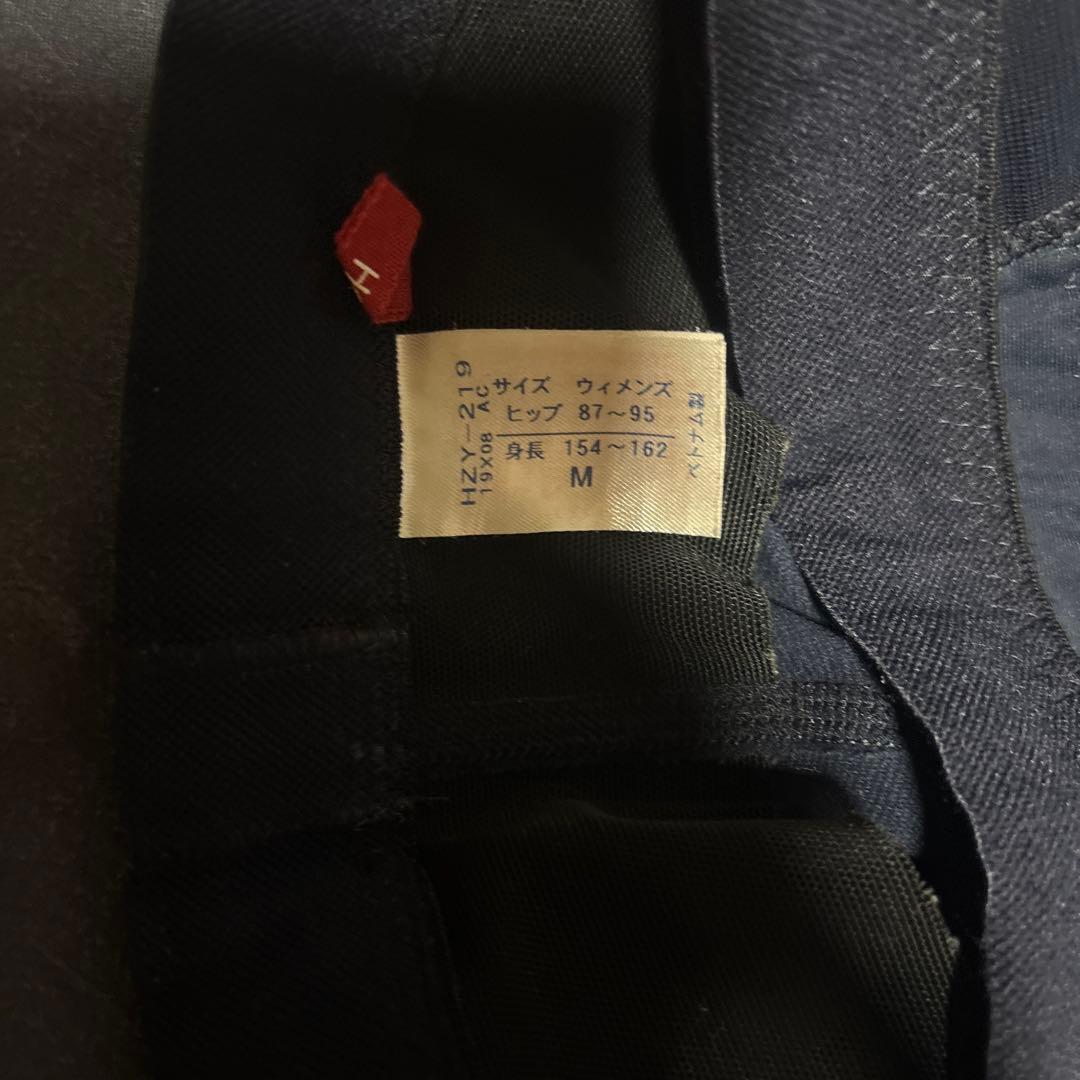 H
サイズ ウィメンズ
ヒップ 87～95
身長 154～162
M
HZY-219
19X08 AC
ベトナム製